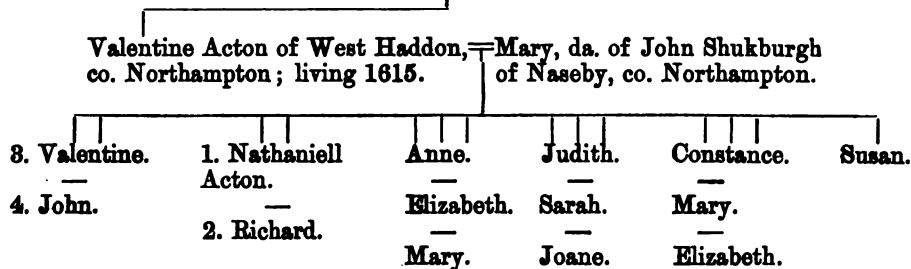 Valentine Acton of West Haddon,
co. Northampton; living 1615.
Mary, da. of John Shukburgh
of Naseby, co. Northampton.
3. Valentine.
4. John.
1. Nathaniell
Acton.
2. Richard.
Anne.
Elizabeth.
Mary.
Judith.
Sarah.
Joane.
Constance.
Mary.
Elizabeth.
Susan.